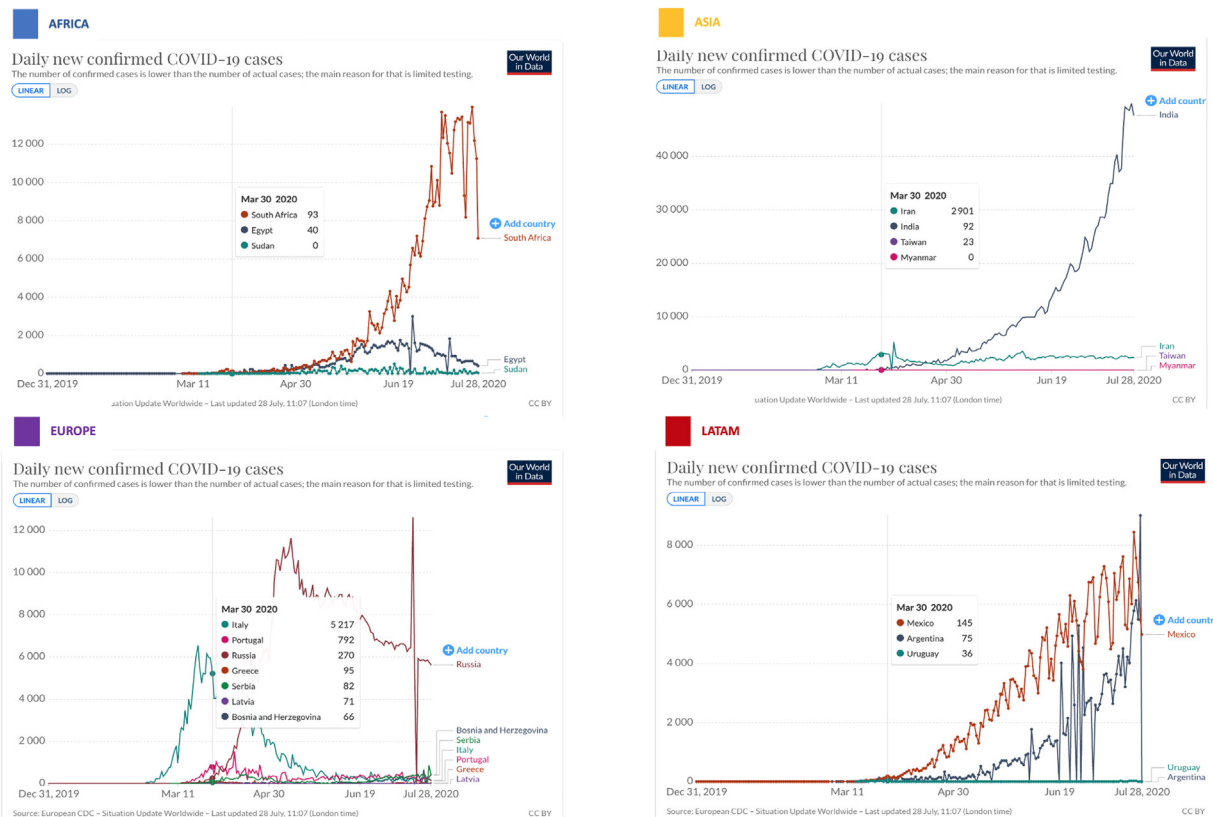 AFRICA
Daily new confirmed COVID-19 cases
The number of confirmed cases is lower than the number of actual cases; the main reason for that is limited testing.
Our World
in Data
LINEAR LOG
12 000
10 000
8 000
6 000
4 000
2 000
0
Mar 30 2020
South Africa 93
Egypt 40
Sudan 0
Add country
South Africa
Egypt
Sudan
Dec 31, 2019 Mar 11 Apr 30 Jun 19 Jul 28, 2020
uation Update Worldwide – Last updated 28 July, 11:07 (London time) CC BY
ASIA
Daily new confirmed COVID-19 cases
The number of confirmed cases is lower than the number of actual cases; the main reason for that is limited testing.
Our World
in Data
LINEAR LOG
Add countr
India
40 000
30 000
20 000
10 000
0
Mar 30 2020
Iran 2 901
India 92
Taiwan 23
Myanmar 0
Iran
Taiwan
Myanmar
Dec 31, 2019 Mar 11 Apr 30 Jun 19 Jul 28, 2020
uation Update Worldwide – Last updated 28 July, 11:07 (London time) CC BY
EUROPE
Daily new confirmed COVID-19 cases
The number of confirmed cases is lower than the number of actual cases; the main reason for that is limited testing.
Our World
in Data
LINEAR LOG
12 000
10 000
8 000
6 000
4 000
2 000
0
Mar 30 2020
Italy 5 217
Portugal 792
Russia 270
Greece 95
Serbia 82
Latvia 71
Bosnia and Herzegovina 66
Add country
Russia
Bosnia and Herzegovina
Serbia
Italy
Portugal
Greece
Latvia
Dec 31, 2019 Mar 11 Apr 30 Jun 19 Jul 28, 2020
Source: European CDC – Situation Update Worldwide – Last updated 28 July, 11:07 (London time) CC BY
LATAM
Daily new confirmed COVID-19 cases
The number of confirmed cases is lower than the number of actual cases; the main reason for that is limited testing.
Our World
in Data
LINEAR LOG
8 000
6 000
4 000
2 000
0
Mar 30 2020
Mexico 145
Argentina 75
Uruguay 36
Add countr
Mexico
Uruguay
Argentina
Dec 31, 2019 Mar 11 Apr 30 Jun 19 Jul 28, 2020
Source: European CDC – Situation Update Worldwide – Last updated 28 July, 11:07 (London time) CC BY